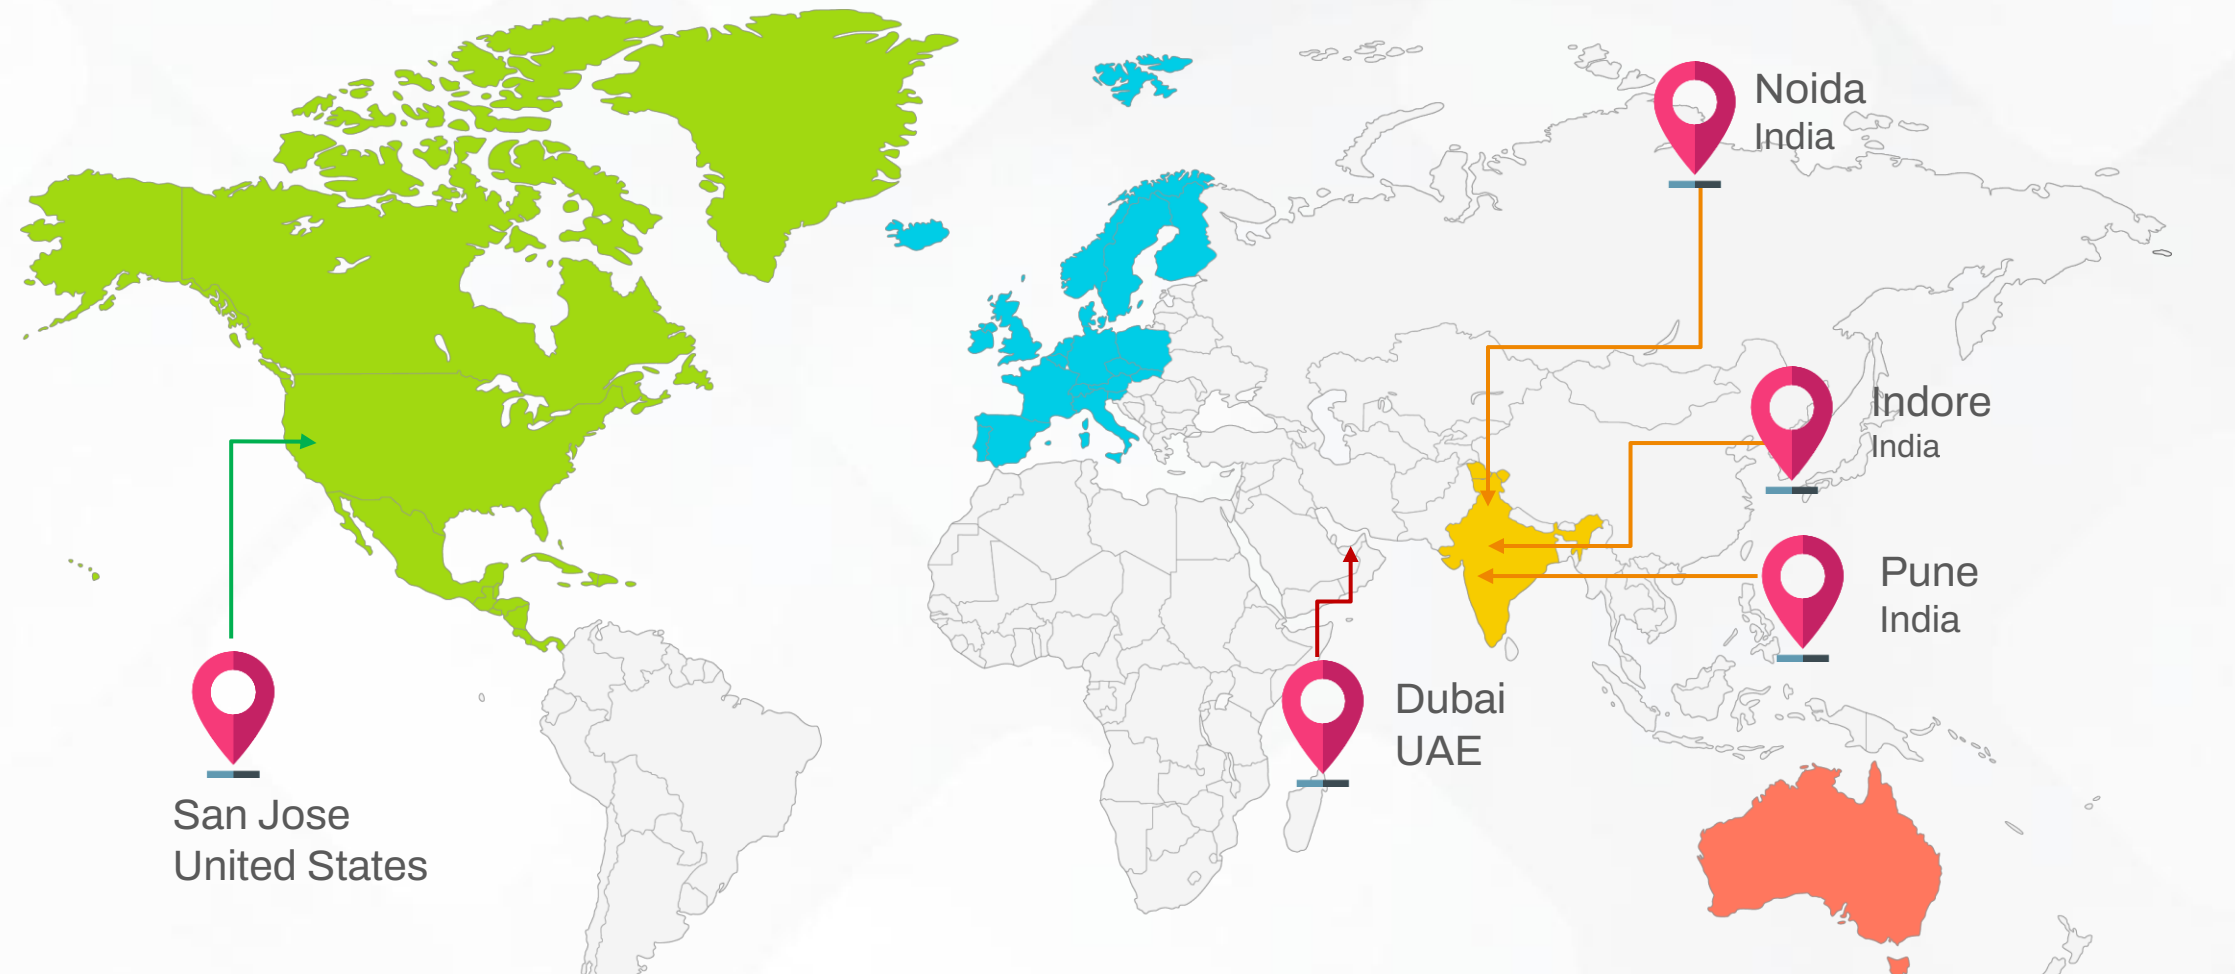 Noida
India
Indore
India
Pune
India
Dubai
UAE
San Jose
United States